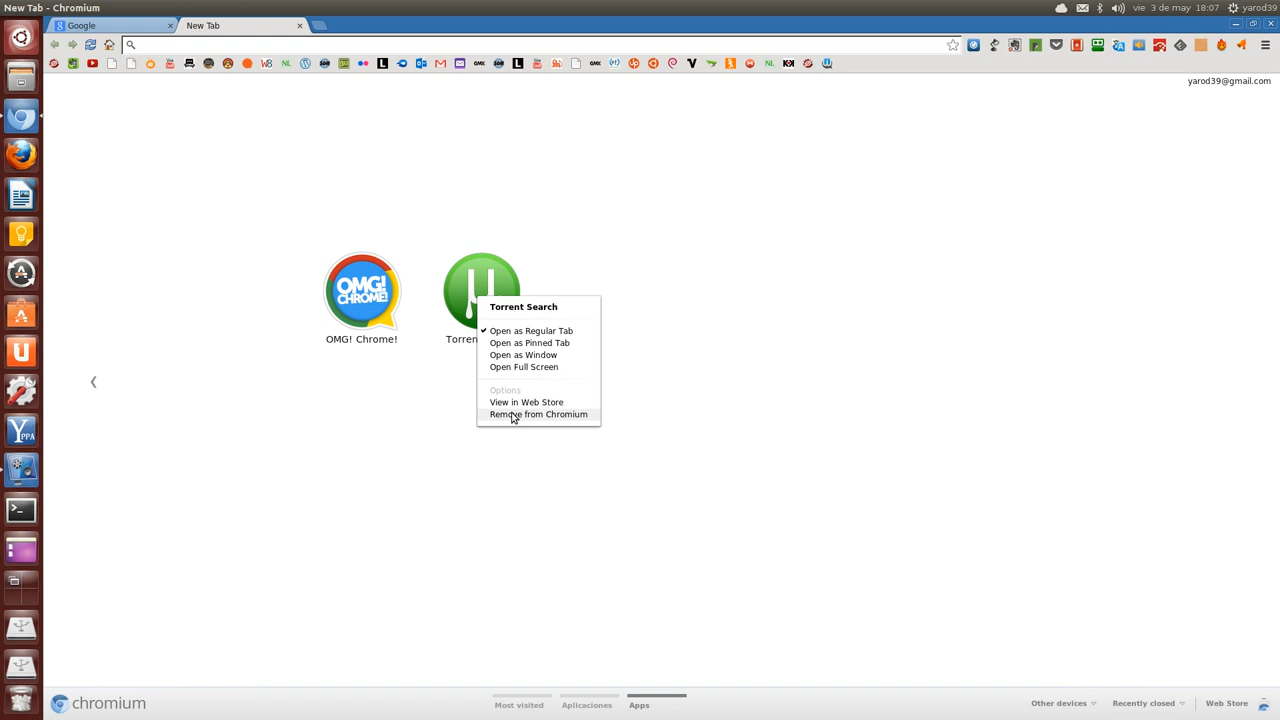 New Tab - Chromium
vie 3 de may 18:07 yarod39
Google
New Tab
yarod39@gmail.com
OMG!
CHROME!
OMG! Chrome!
Torren
Torrent Search
Open as Regular Tab
Open as Pinned Tab
Open as Window
Open Full Screen
Options
View in Web Store
Remove from Chromium
YPPA
chromium
Most visited
Aplicaciones
Apps
Other devices
Recently closed
Web Store